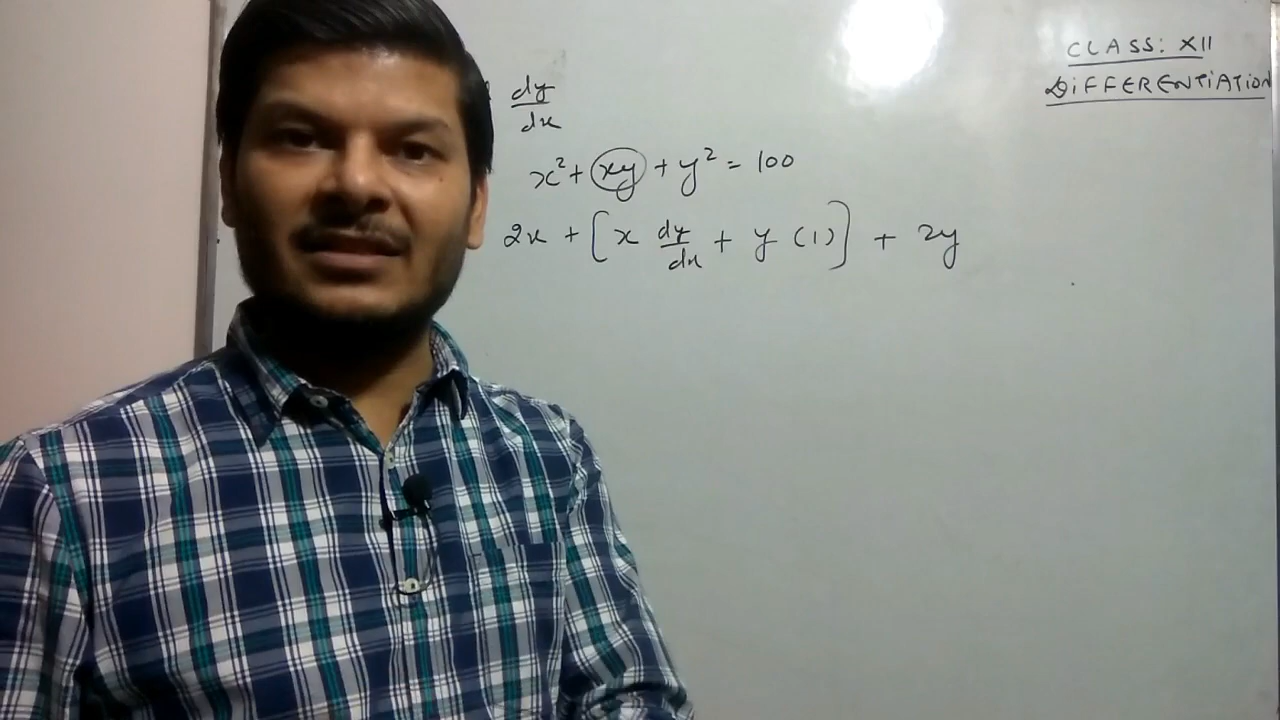 CLASS: XII
DIFFERENTIATION
dy/dx
x² + xy + y² = 100
2x + [x dy/dx + y (1)] + 2y